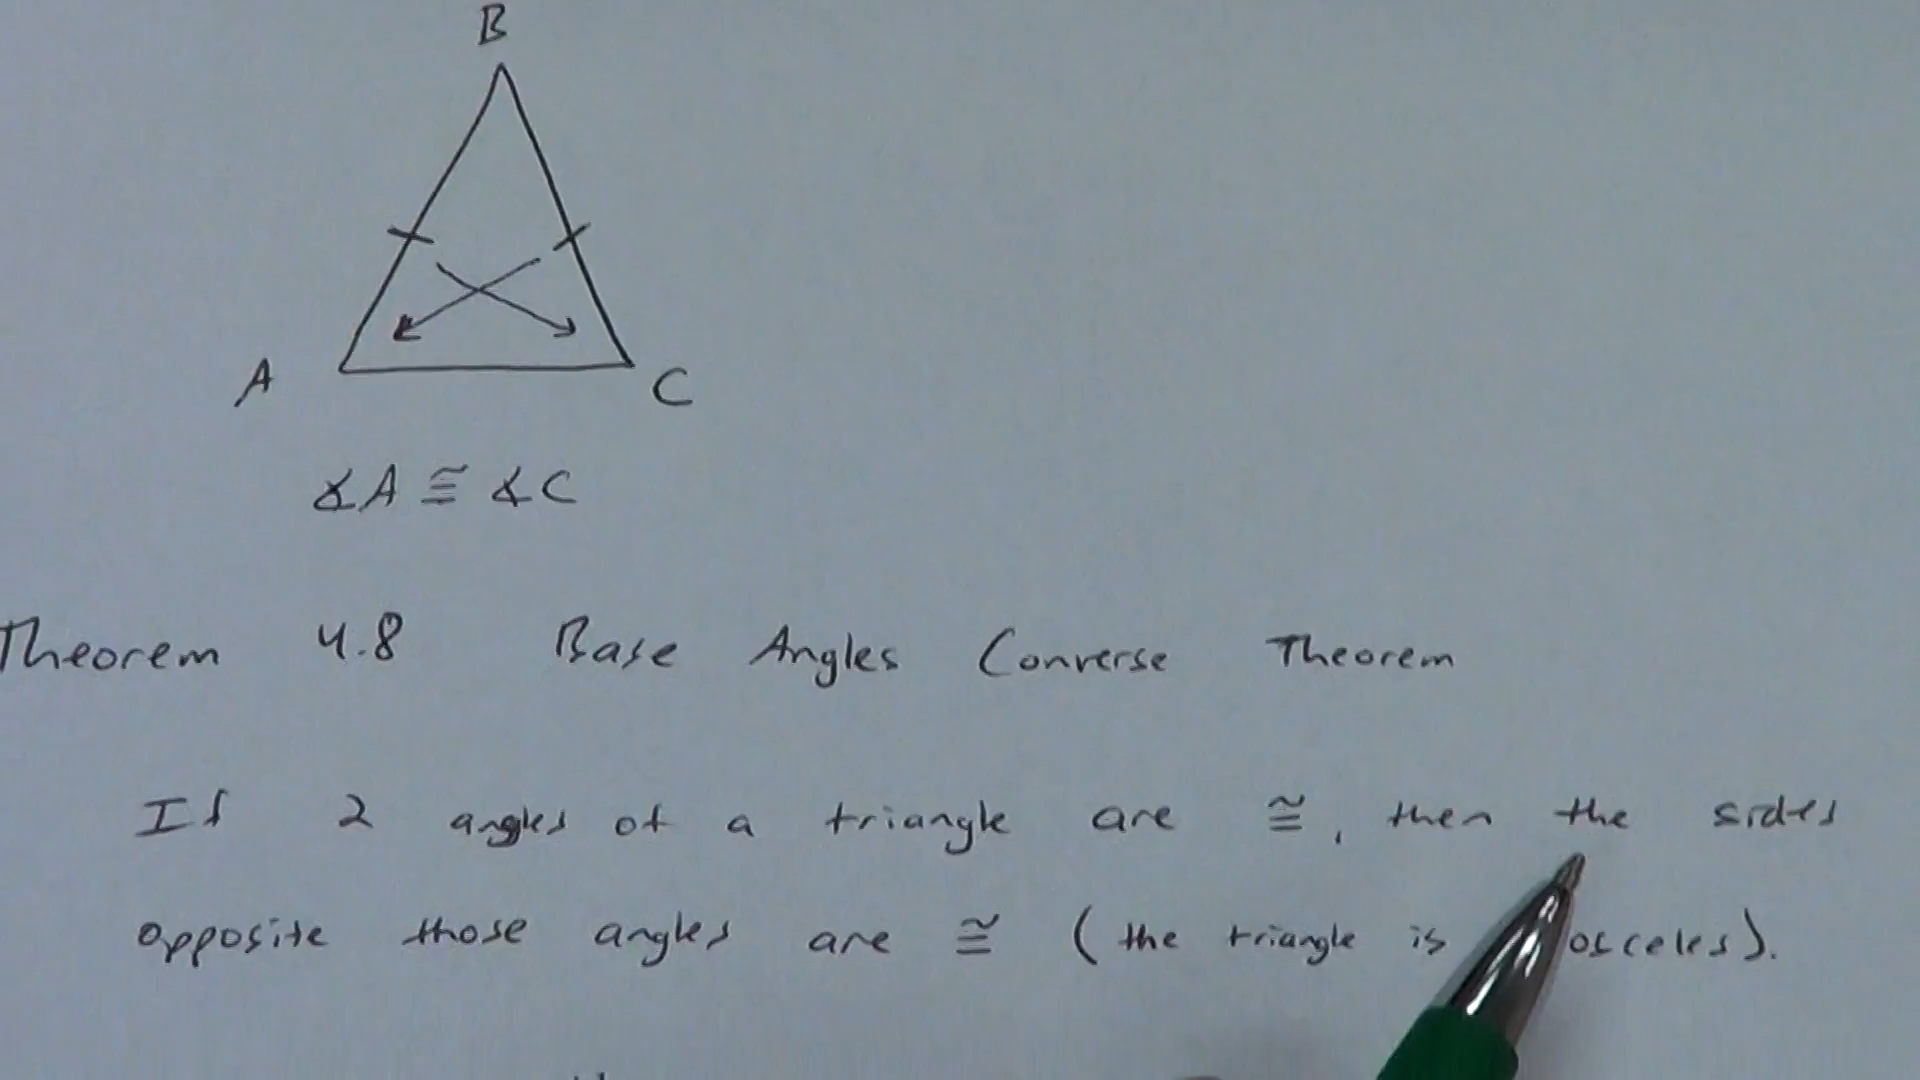 B
A
C
∡A ≅ ∡C
Theorem 4.8 Base Angles Converse Theorem
If 2 angles of a triangle are ≅, then the sides
opposite those angles are ≅ (the triangle is osceles).